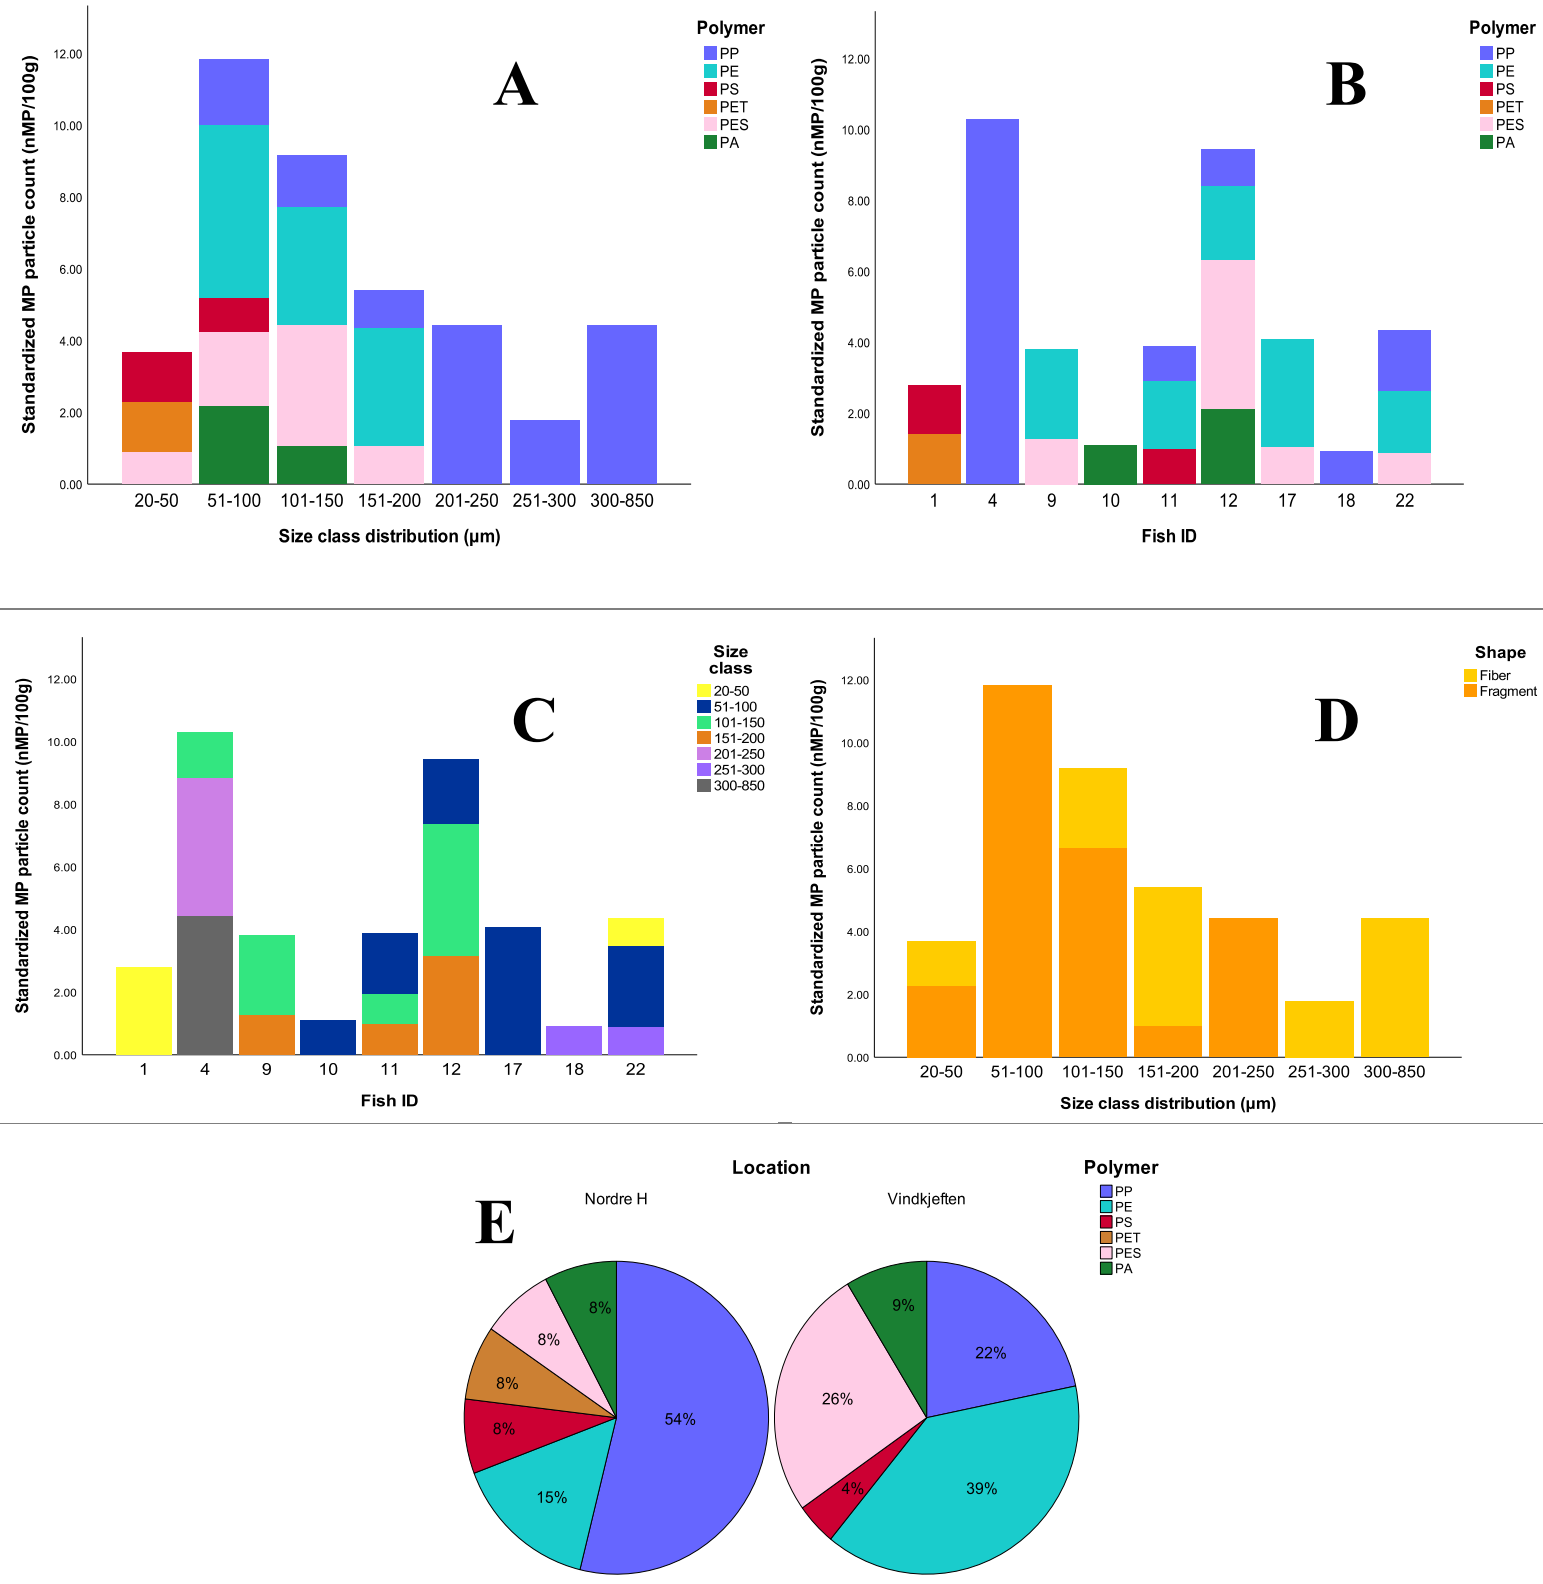 A
Polymer
PP
PE
PS
PET
PES
PA
Standardized MP particle count (nMP/100g)
12.00
10.00
8.00
6.00
4.00
2.00
0.00
20-50 51-100 101-150 151-200 201-250 251-300 300-850
Size class distribution (µm)
B
Polymer
PP
PE
PS
PET
PES
PA
Standardized MP particle count (nMP/100g)
12.00
10.00
8.00
6.00
4.00
2.00
0.00
1 4 9 10 11 12 17 18 22
Fish ID
C
Size
class
20-50
51-100
101-150
151-200
201-250
251-300
300-850
Standardized MP particle count (nMP/100g)
12.00
10.00
8.00
6.00
4.00
2.00
0.00
1 4 9 10 11 12 17 18 22
Fish ID
D
Shape
Fiber
Fragment
Standardized MP particle count (nMP/100g)
12.00
10.00
8.00
6.00
4.00
2.00
0.00
20-50 51-100 101-150 151-200 201-250 251-300 300-850
Size class distribution (µm)
E
Location
Nordre H
Vindkjeften
Polymer
PP
PE
PS
PET
PES
PA
8%
8%
8%
8%
15%
54%
9%
22%
26%
4%
39%